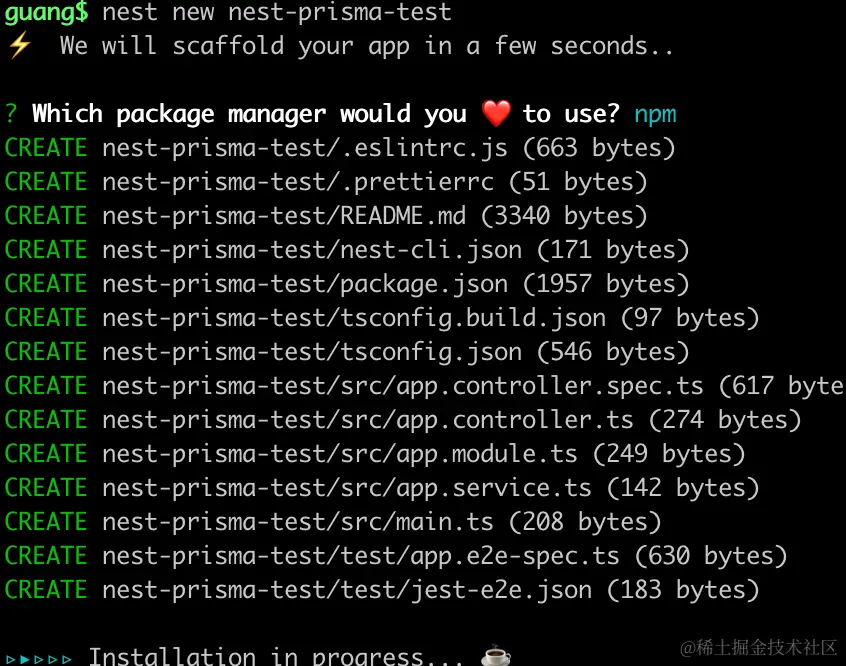 guang$ nest new nest-prisma-test
⚡ We will scaffold your app in a few seconds..
? Which package manager would you ❤️ to use? npm
CREATE nest-prisma-test/.eslintrc.js (663 bytes)
CREATE nest-prisma-test/.prettierrc (51 bytes)
CREATE nest-prisma-test/README.md (3340 bytes)
CREATE nest-prisma-test/nest-cli.json (171 bytes)
CREATE nest-prisma-test/package.json (1957 bytes)
CREATE nest-prisma-test/tsconfig.build.json (97 bytes)
CREATE nest-prisma-test/tsconfig.json (546 bytes)
CREATE nest-prisma-test/src/app.controller.spec.ts (617 byte
CREATE nest-prisma-test/src/app.controller.ts (274 bytes)
CREATE nest-prisma-test/src/app.module.ts (249 bytes)
CREATE nest-prisma-test/src/app.service.ts (142 bytes)
CREATE nest-prisma-test/src/main.ts (208 bytes)
CREATE nest-prisma-test/test/app.e2e-spec.ts (630 bytes)
CREATE nest-prisma-test/test/jest-e2e.json (183 bytes)
▹▸▹▹▹ Installation in progress... ☕
@稀土掘金技术社区